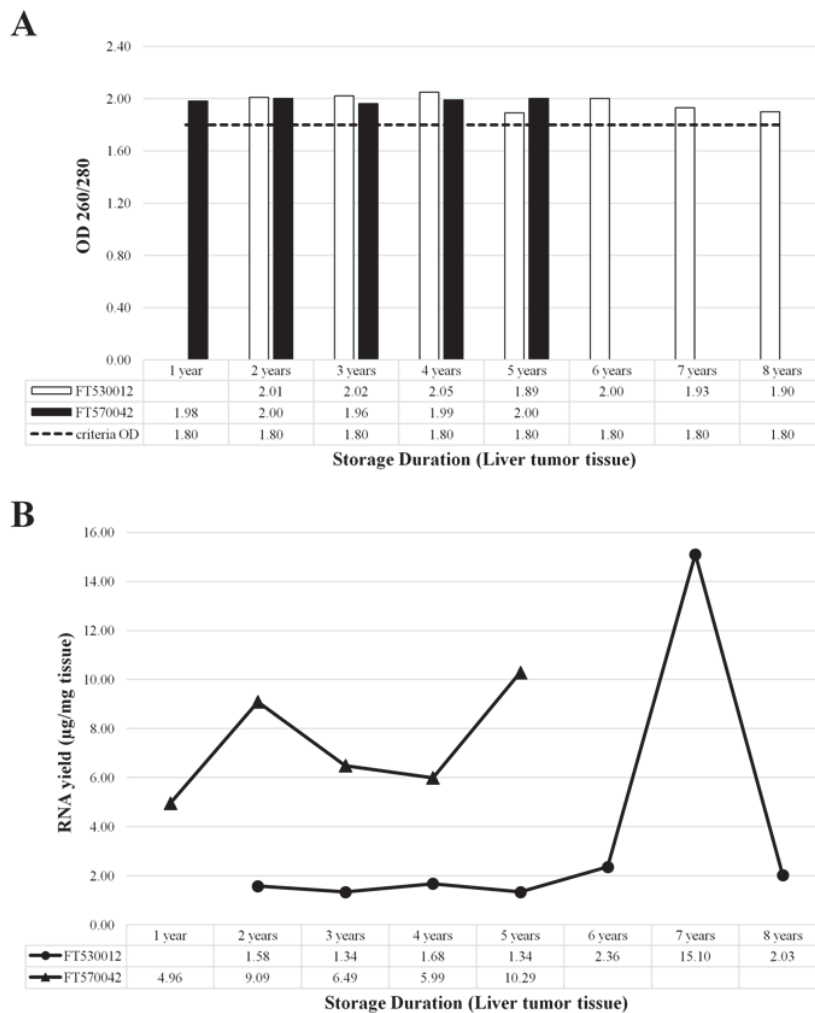 A
2.40
2.00
1.60
1.20
0.80
0.40
0.00
OD 260/280
1 year 2 years 3 years 4 years 5 years 6 years 7 years 8 years
FT530012 2.01 2.02 2.05 1.89 2.00 1.93 1.90
FT570042 1.98 2.00 1.96 1.99 2.00
criteria OD 1.80 1.80 1.80 1.80 1.80 1.80 1.80 1.80
Storage Duration (Liver tumor tissue)
B
16.00
14.00
12.00
10.00
8.00
6.00
4.00
2.00
0.00
RNA yield (µg/mg tissue)
1 year 2 years 3 years 4 years 5 years 6 years 7 years 8 years
FT530012 1.58 1.34 1.68 1.34 2.36 15.10 2.03
FT570042 4.96 9.09 6.49 5.99 10.29
Storage Duration (Liver tumor tissue)